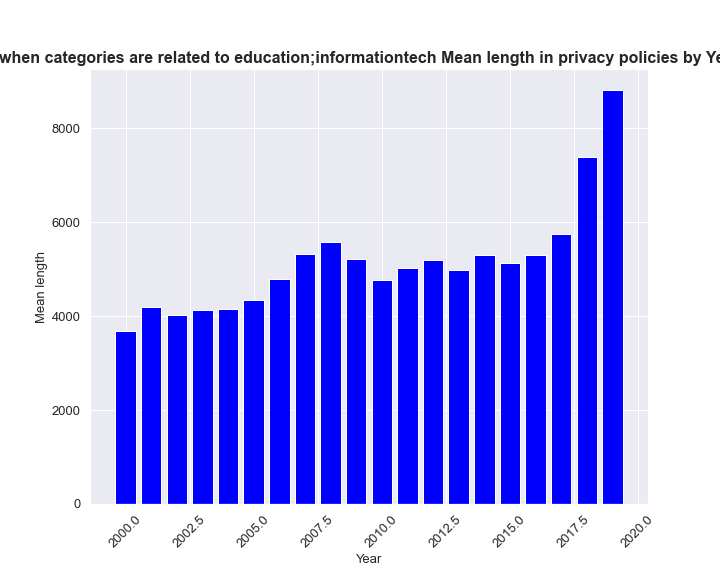 when categories are related to education;informationtech Mean length in privacy policies by Ye
8000
6000
4000
2000
0
Mean length
2000.0 2002.5 2005.0 2007.5 2010.0 2012.5 2015.0 2017.5 2020.0
Year